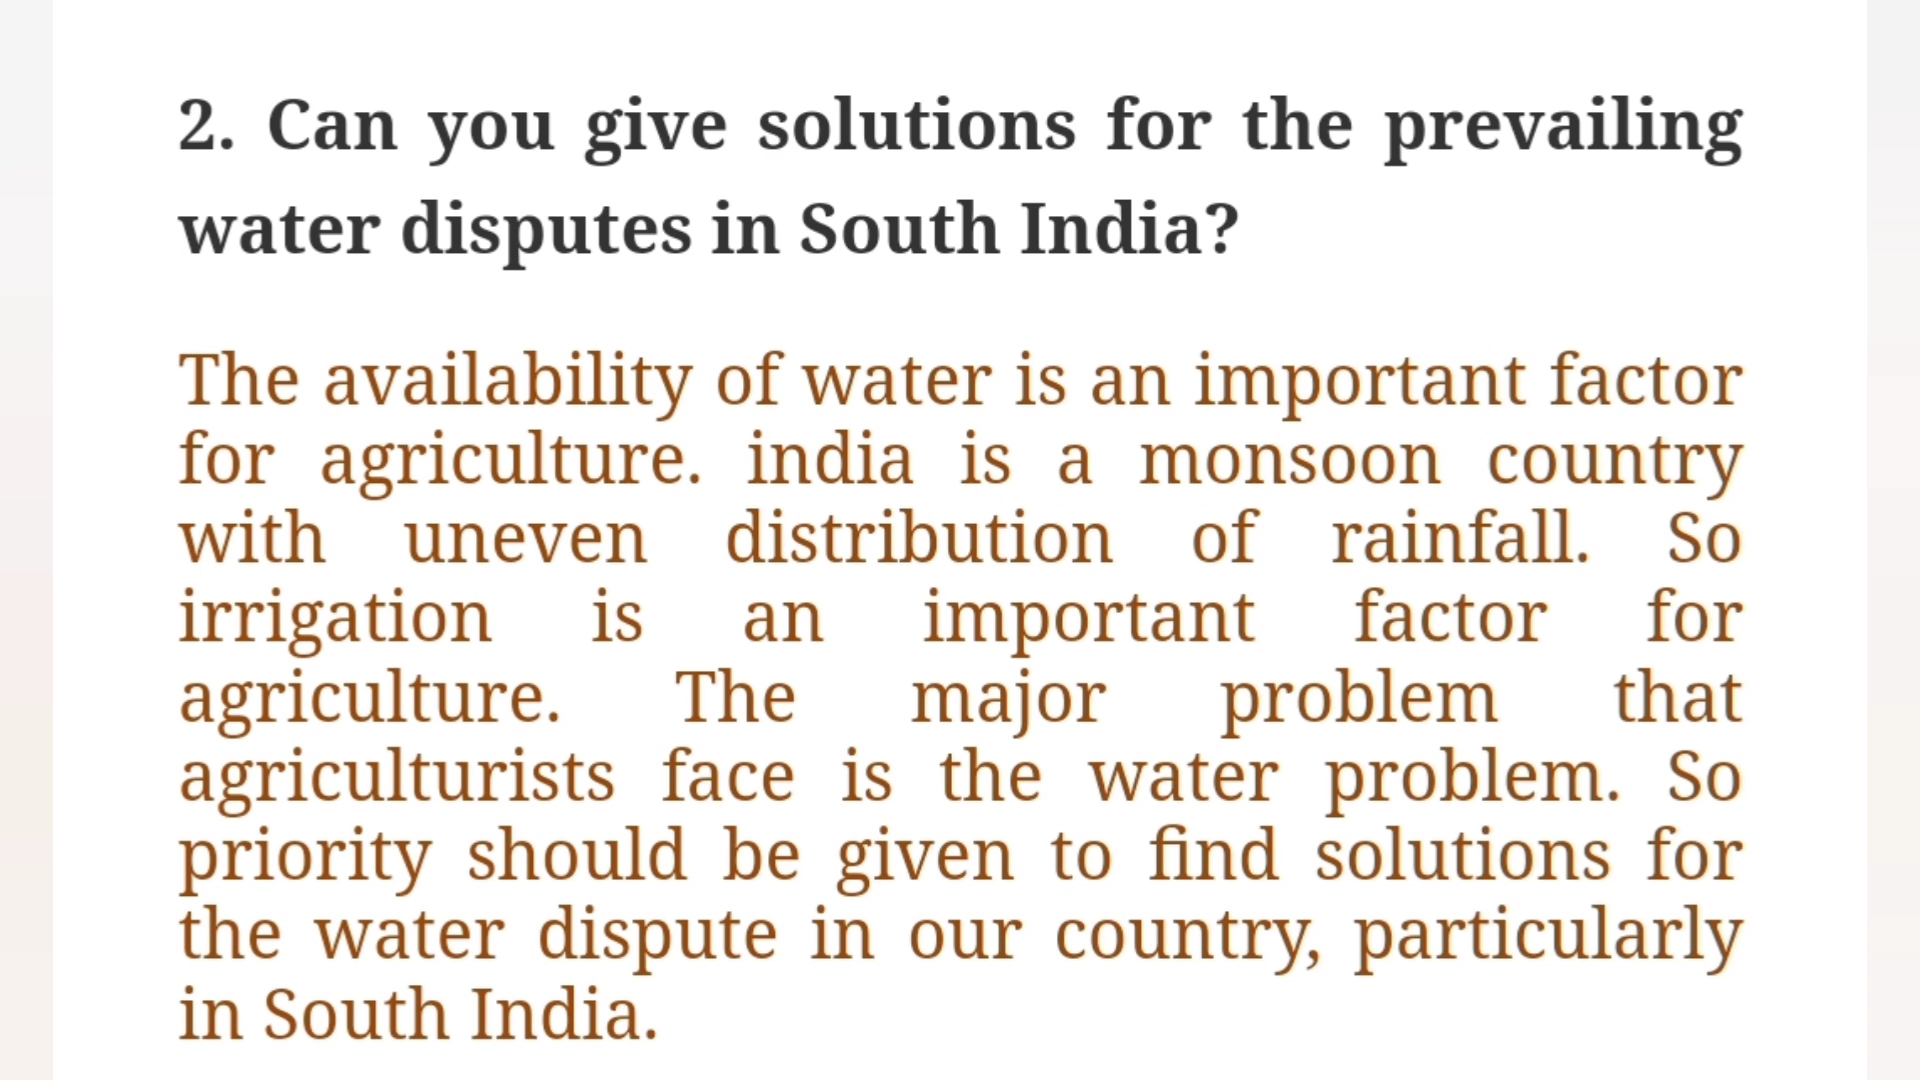 2. Can you give solutions for the prevailing
water disputes in South India?
The availability of water is an important factor
for agriculture. india is a monsoon country
with uneven distribution of rainfall. So
irrigation is an important factor for
agriculture. The major problem that
agriculturists face is the water problem. So
priority should be given to find solutions for
the water dispute in our country, particularly
in South India.